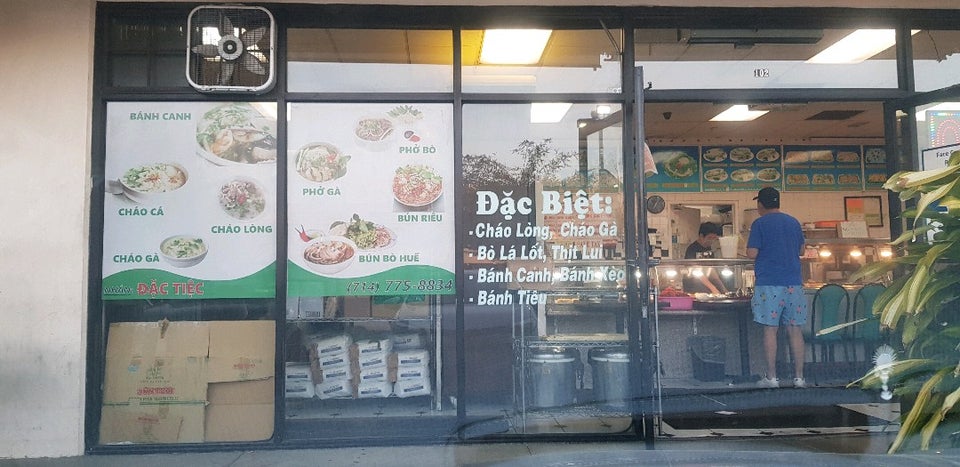 BÁNH CANH
CHÁO CÁ
CHÁO LÒNG
CHÁO GÀ
ĐẶC TIỆC
PHỞ BÒ
PHỞ GÀ
BÚN RIÊU
BÚN BÒ HUẾ
(714) 775-8834
Đặc Biệt:
- Cháo Lòng, Cháo Gà
- Bò Lá Lốt, Thịt Lui
- Bánh Canh, Bánh Xèo
- Bánh Tiêu
102